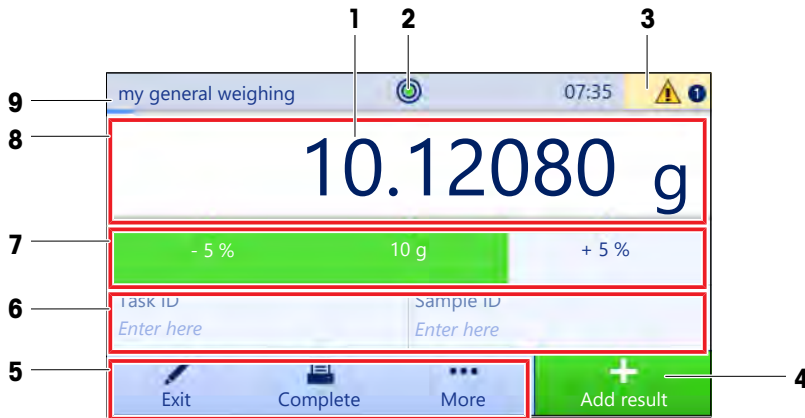 1 2 3
9 my general weighing 07:35 1
8 10.12080 g
7 - 5 % 10 g + 5 %
6 Task ID Sample ID
Enter here Enter here
5 Exit Complete More Add result 4